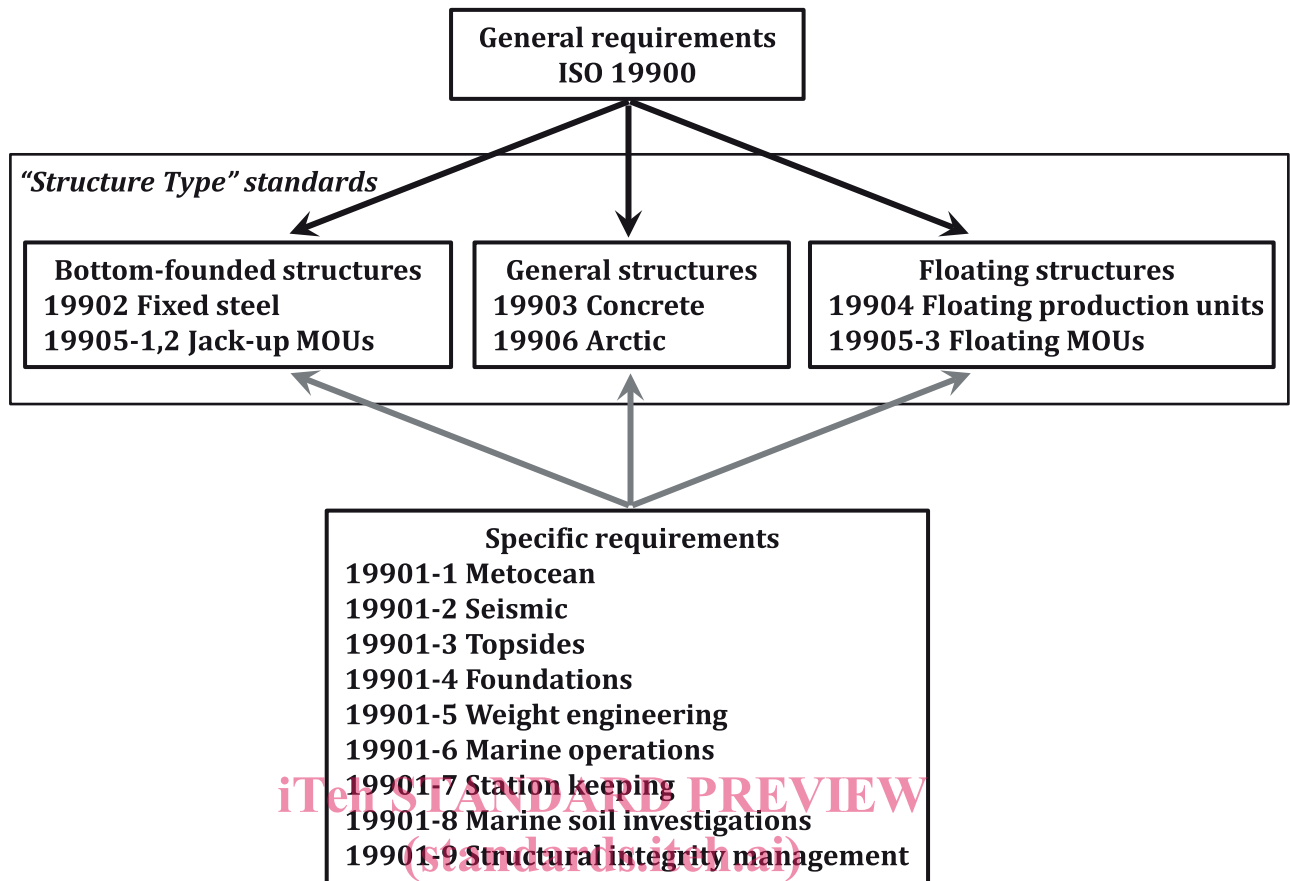 General requirements
ISO 19900
“Structure Type” standards
Bottom-founded structures
19902 Fixed steel
19905-1,2 Jack-up MOUs
General structures
19903 Concrete
19906 Arctic
Floating structures
19904 Floating production units
19905-3 Floating MOUs
Specific requirements
19901-1 Metocean
19901-2 Seismic
19901-3 Topsides
19901-4 Foundations
19901-5 Weight engineering
19901-6 Marine operations
19901-7 Station keeping
iTeh STANDARD PREVIEW
19901-8 Marine soil investigations
19901-9 Structural integrity management
(standards.iteh.ai)